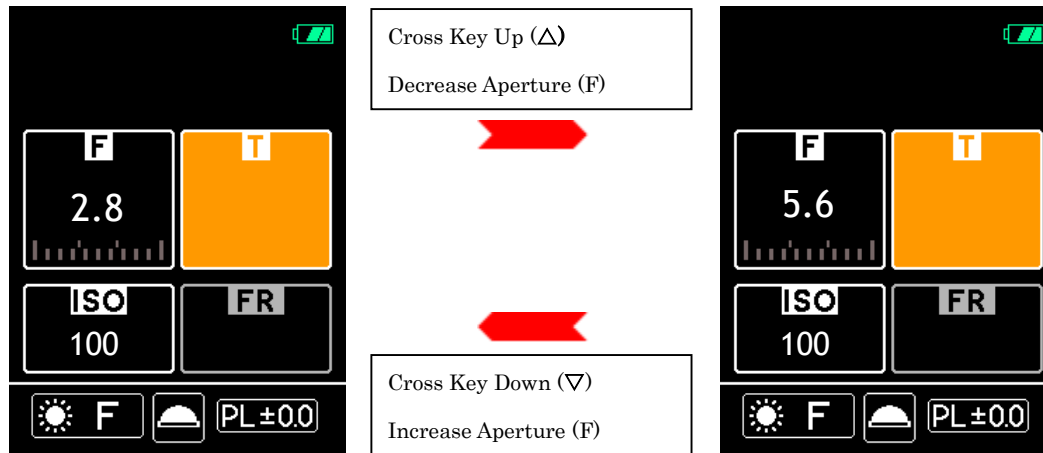 Cross Key Up (△)
Decrease Aperture (F)
F
T
2.8
ISO
FR
100
F
PL±0.0
F
T
5.6
ISO
FR
100
F
PL±0.0
Cross Key Down (▽)
Increase Aperture (F)